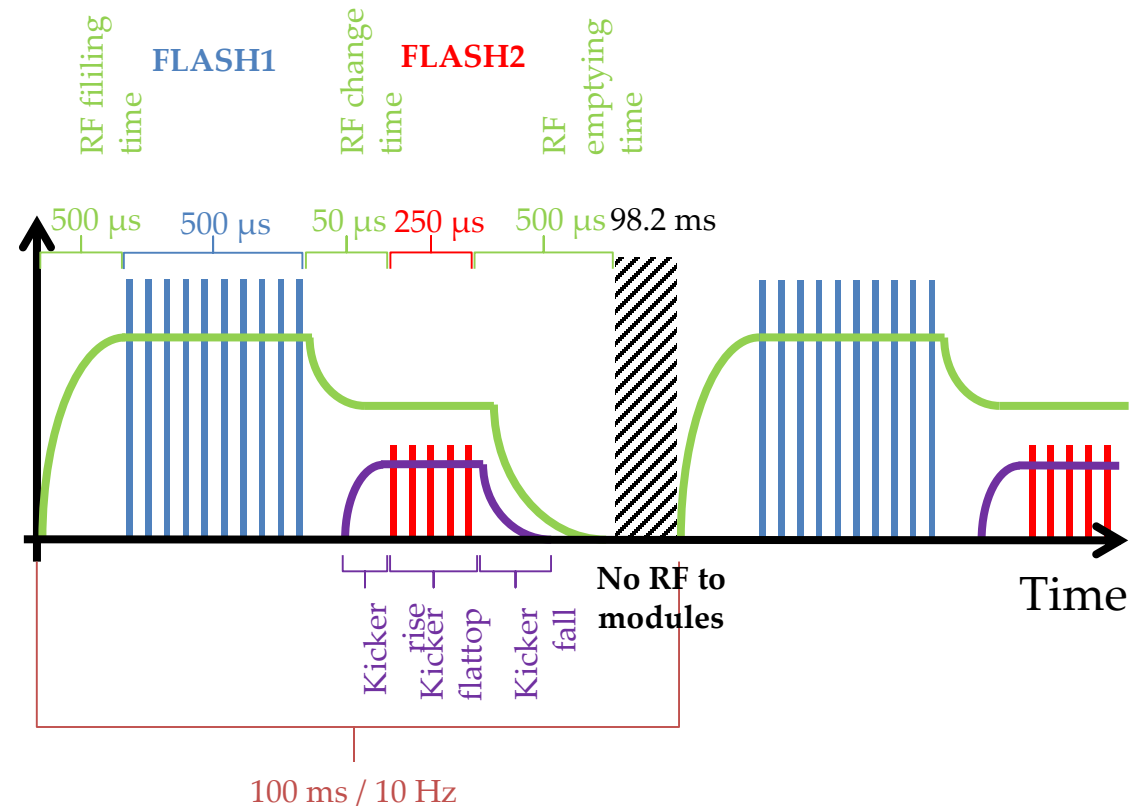 RF fililing
time
FLASH1
RF change
time
FLASH2
RF
emptying
time
500 µs
500 µs
50 µs
250 µs
500 µs
98.2 ms
No RF to
modules
Time
Kicker
rise
Kicker
flattop
Kicker
fall
100 ms / 10 Hz